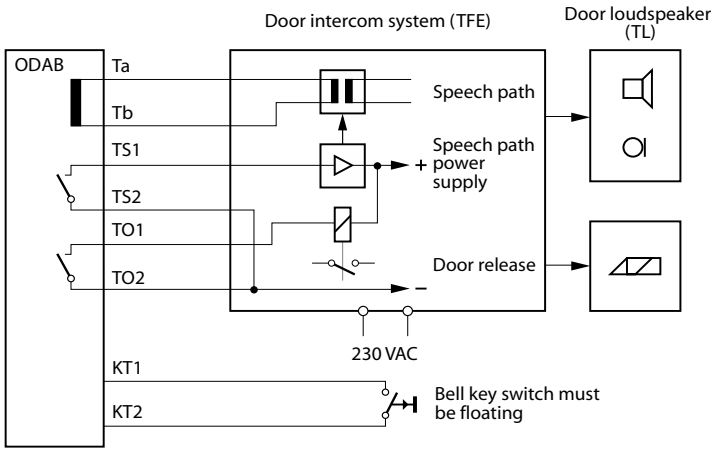 Door intercom system (TFE)
Door loudspeaker
(TL)
ODAB
Ta
Tb
TS1
TS2
TO1
TO2
KT1
KT2
Speech path
Speech path
+ power
supply
Door release
–
230 VAC
Bell key switch must
be floating